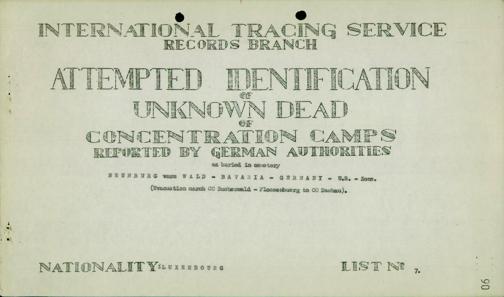 INTERNATIONAL TRACING SERVICE
RECORDS BRANCH
ATTEMPTED IDENTIFICATION
OF
UNKNOWN DEAD
OF
CONCENTRATION CAMPS
REPORTED BY GERMAN AUTHORITIES
as buried in cemetery
NEUNBURG vorm WALD - BAVARIA - GERMANY - U.S. - Zone.
(Evacuation march CC Buchenwald - Flossenbuerg to CC Dachau).
NATIONALITY: LUXEMBOURG LIST No 7.
90